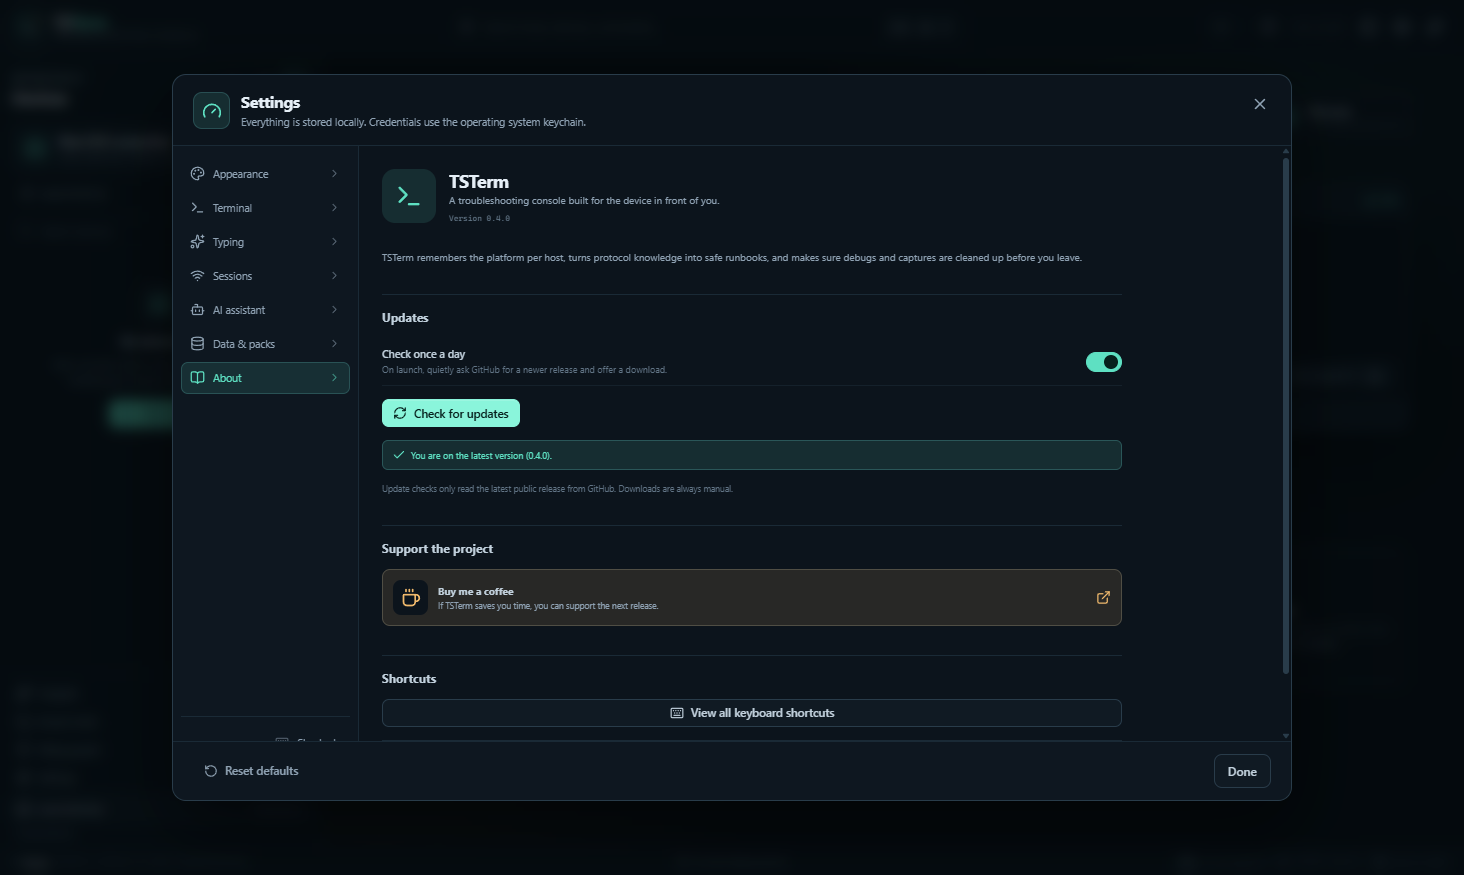 Settings
Everything is stored locally. Credentials use the operating system keychain.
Appearance
Terminal
Typing
Sessions
AI assistant
Data & packs
About
TSTerm
A troubleshooting console built for the device in front of you.
Version 0.4.0
TSTerm remembers the platform per host, turns protocol knowledge into safe runbooks, and makes sure debugs and captures are cleaned up before you leave.
Updates
Check once a day
On launch, quietly ask GitHub for a newer release and offer a download.
Check for updates
You are on the latest version (0.4.0).
Update checks only read the latest public release from GitHub. Downloads are always manual.
Support the project
Buy me a coffee
If TSTerm saves you time, you can support the next release.
Shortcuts
View all keyboard shortcuts
Reset defaults
Done